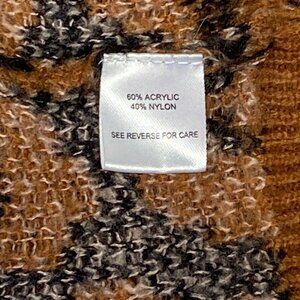 60% ACRYLIC
40% NYLON
SEE REVERSE FOR CARE